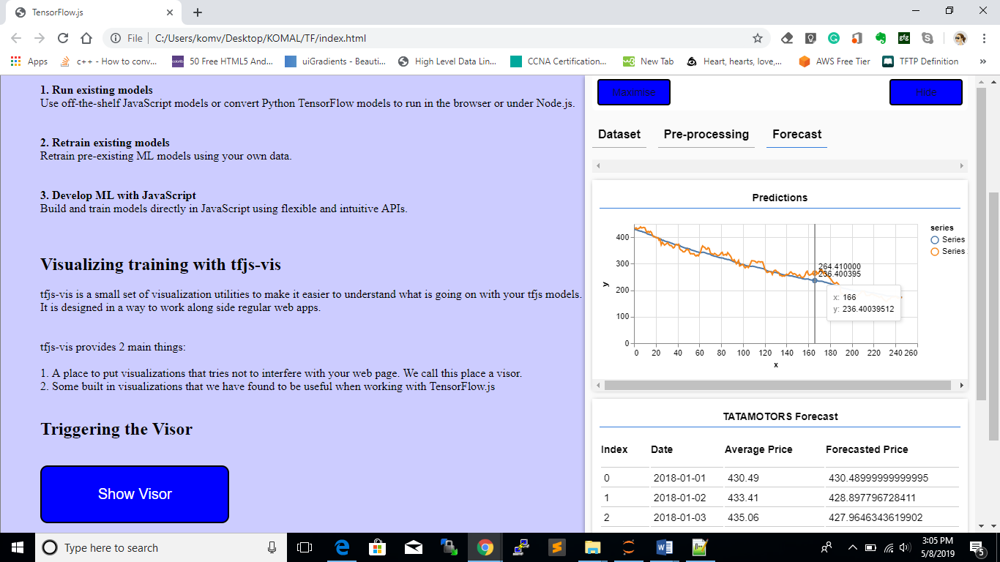 TensorFlow.js
File
C:/Users/komv/Desktop/KOMAL/TF/index.html
gfg
Apps
c++ - How to conv...
50 Free HTML5 And...
uiGradients - Beauti...
High Level Data Lin...
CCNA Certification...
New Tab
Heart, hearts, love,...
AWS Free Tier
TFTP Definition
»
1. Run existing models
Use off-the-shelf JavaScript models or convert Python TensorFlow models to run in the browser or under Node.js.
2. Retrain existing models
Retrain pre-existing ML models using your own data.
3. Develop ML with JavaScript
Build and train models directly in JavaScript using flexible and intuitive APIs.
Visualizing training with tfjs-vis
tfjs-vis is a small set of visualization utilities to make it easier to understand what is going on with your tfjs models.
It is designed in a way to work along side regular web apps.
tfjs-vis provides 2 main things:
1. A place to put visualizations that tries not to interfere with your web page. We call this place a visor.
2. Some built in visualizations that we have found to be useful when working with TensorFlow.js
Triggering the Visor
Show Visor
Maximise
Hide
Dataset
Pre-processing
Forecast
Predictions
400
300
200
100
0
y
0 20 40 60 80 100 120 140 160 180 200 220 240 260
x
264.410000
236.400395
x: 166
y: 236.40039512
series
Series
Series
TATAMOTORS Forecast
Index Date Average Price Forecasted Price
0 2018-01-01 430.49 430.48999999999995
1 2018-01-02 433.41 428.897796728411
2 2018-01-03 435.06 427.9646343619902
Type here to search
3:05 PM
5/8/2019
5